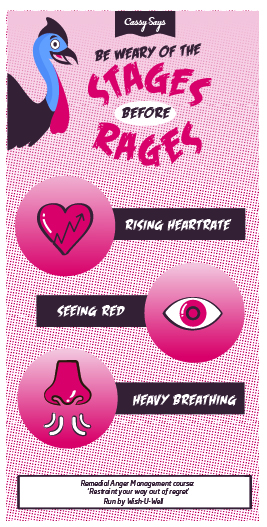 Cassy Says
BE WEARY OF THE
STAGES
BEFORE
RAGES
RISING HEARTRATE
SEEING RED
HEAVY BREATHING
Remedial Anger Management course:
'Restraint your way out of regret'
Run by Wish-U-Well